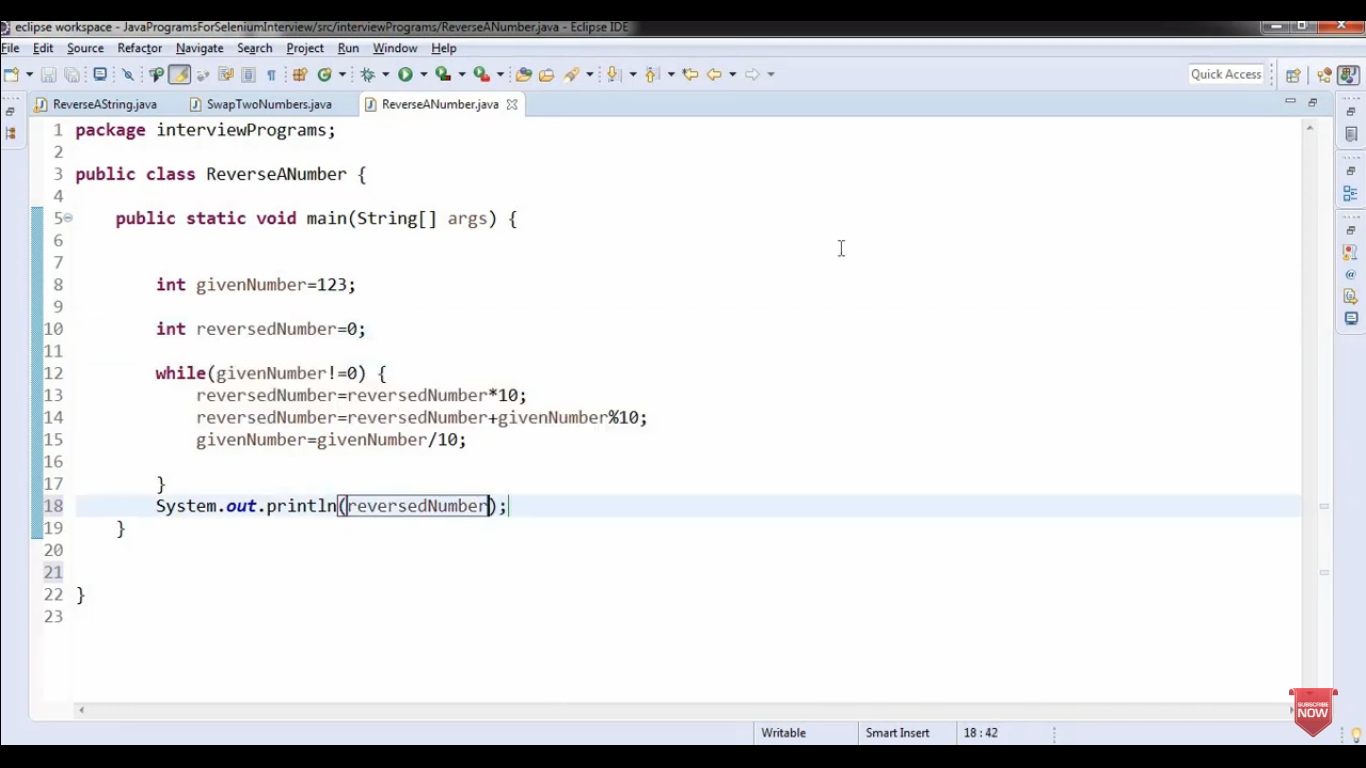 eclipse workspace - JavaProgramsForSeleniumInterview/src/interviewPrograms/ReverseANumber.java - Eclipse IDE
File Edit Source Refactor Navigate Search Project Run Window Help
Quick Access
ReverseAString.java SwapTwoNumbers.java ReverseANumber.java
1 package interviewPrograms;
2
3 public class ReverseANumber {
4
5 public static void main(String[] args) {
6
7
8 int givenNumber=123;
9
10 int reversedNumber=0;
11
12 while(givenNumber!=0) {
13 reversedNumber=reversedNumber*10;
14 reversedNumber=reversedNumber+givenNumber%10;
15 givenNumber=givenNumber/10;
16
17 }
18 System.out.println(reversedNumber);
19 }
20
21
22 }
23
SUBSCRIBE
NOW
Writable Smart Insert 18 : 42